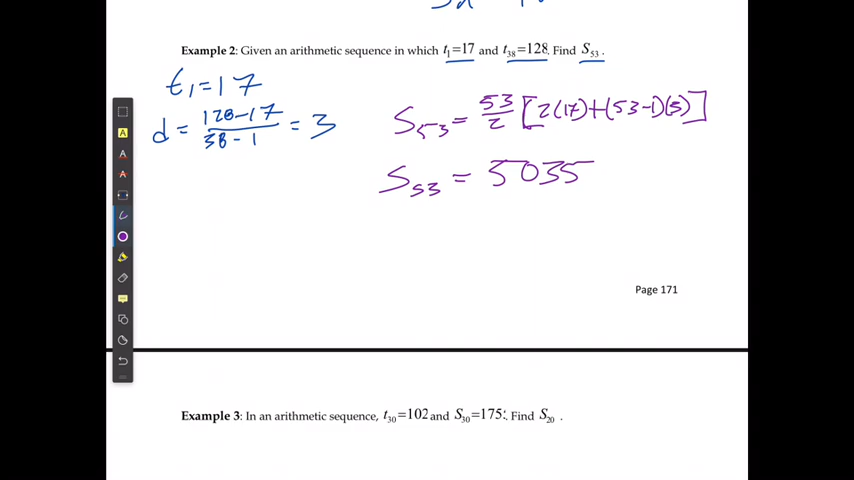 Example 2: Given an arithmetic sequence in which t₁=17 and t₃₈=128. Find S₅₃.
t₁=17
d = (128-17)/(38-1) = 3
S₅₃ = 53/2 [2(17)+(53-1)(3)]
S₅₃ = 5035
Page 171
Example 3: In an arithmetic sequence, t₃₀=102 and S₃₀=175. Find S₂₀.